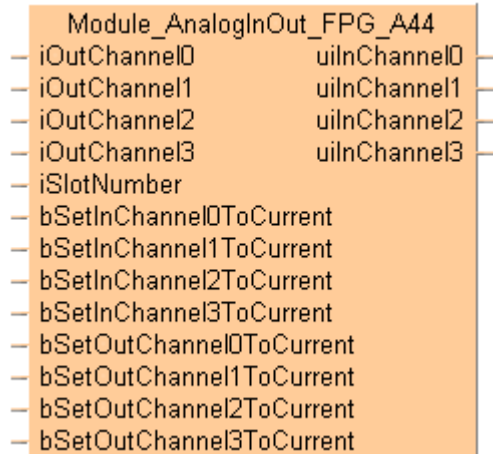 Module_AnalogInOut_FPG_A44
iOutChannel0 uiInChannel0
iOutChannel1 uiInChannel1
iOutChannel2 uiInChannel2
iOutChannel3 uiInChannel3
iSlotNumber
bSetInChannel0ToCurrent
bSetInChannel1ToCurrent
bSetInChannel2ToCurrent
bSetInChannel3ToCurrent
bSetOutChannel0ToCurrent
bSetOutChannel1ToCurrent
bSetOutChannel2ToCurrent
bSetOutChannel3ToCurrent